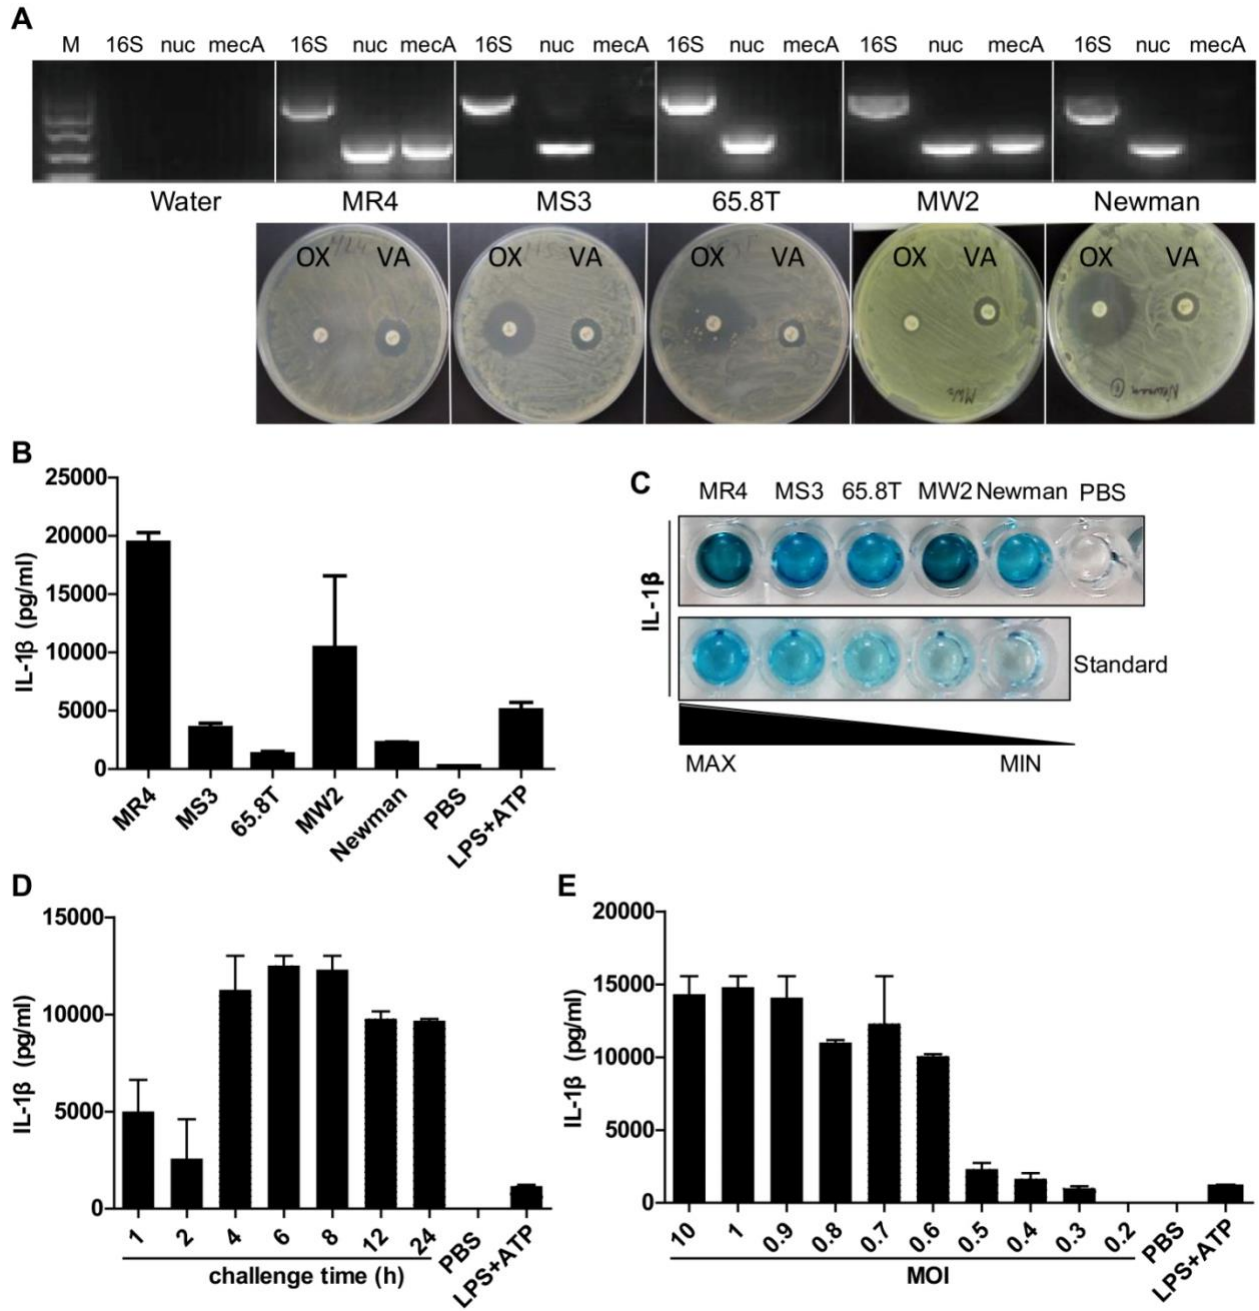 A
M 16S nuc mecA 16S nuc mecA 16S nuc mecA 16S nuc mecA 16S nuc mecA 16S nuc mecA
Water MR4 MS3 65.8T MW2 Newman
OX VA OX VA OX VA OX VA OX VA
MW2 Newman 1
B
IL-1β (pg/ml)
25000
20000
15000
10000
5000
0
MR4 MS3 65.8T MW2 Newman PBS LPS+ATP
C
MR4 MS3 65.8T MW2 Newman PBS
IL-1β
Standard
MAX MIN
D
IL-1β (pg/ml)
15000
10000
5000
0
1 2 4 6 8 12 24 PBS LPS+ATP
challenge time (h)
E
IL-1β (pg/ml)
20000
15000
10000
5000
0
10 1 0.9 0.8 0.7 0.6 0.5 0.4 0.3 0.2 PBS LPS+ATP
MOI